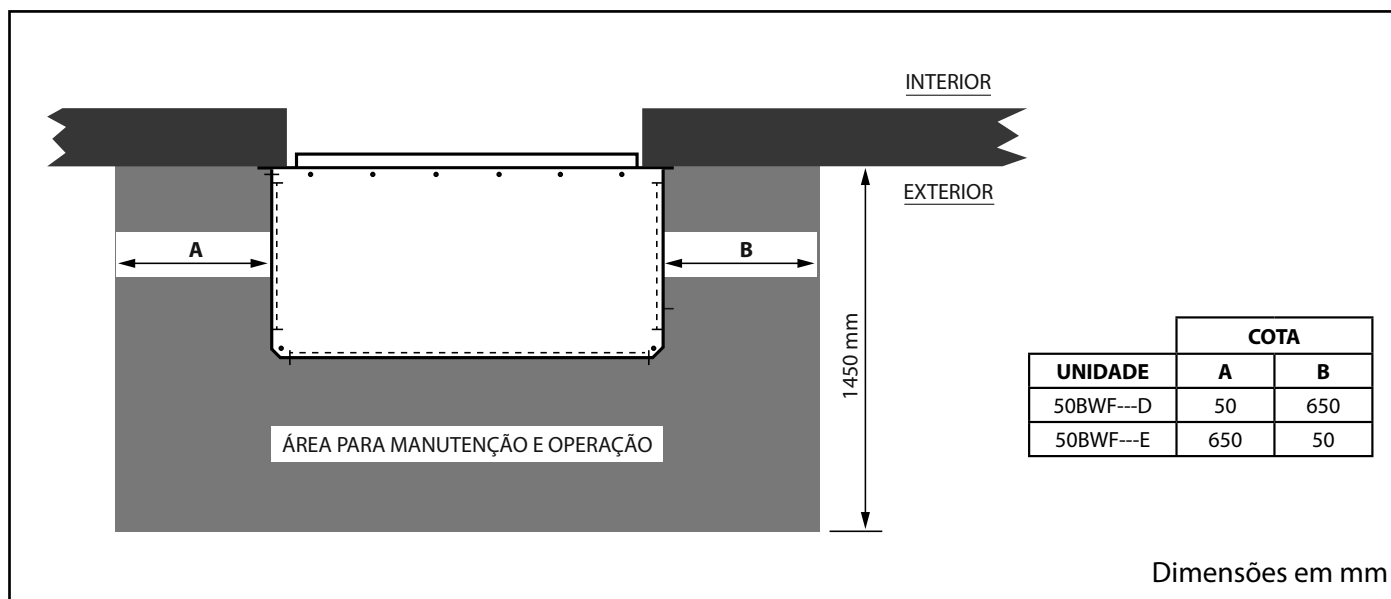 INTERIOR
EXTERIOR
A
B
1450 mm
ÁREA PARA MANUTENÇÃO E OPERAÇÃO
COTA
UNIDADE A B
50BWF---D 50 650
50BWF---E 650 50
Dimensões em mm